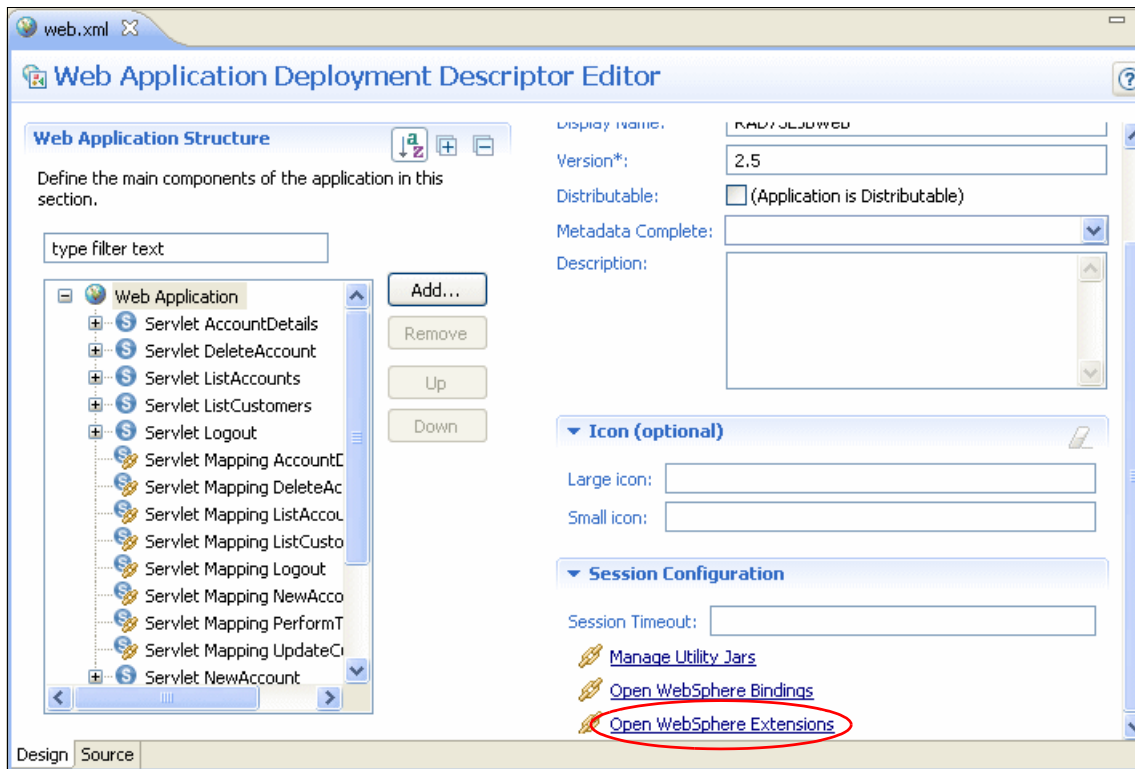 web.xml
Web Application Deployment Descriptor Editor
Web Application Structure
Define the main components of the application in this
section.
type filter text
Web Application
Servlet AccountDetails
Servlet DeleteAccount
Servlet ListAccounts
Servlet ListCustomers
Servlet Logout
Servlet Mapping AccountD
Servlet Mapping DeleteAc
Servlet Mapping ListAccou
Servlet Mapping ListCusto
Servlet Mapping Logout
Servlet Mapping NewAcco
Servlet Mapping PerformT
Servlet Mapping UpdateCu
Servlet NewAccount
Add...
Remove
Up
Down
Display Name:
Version*: 2.5
Distributable: (Application is Distributable)
Metadata Complete:
Description:
Icon (optional)
Large icon:
Small icon:
Session Configuration
Session Timeout:
Manage Utility Jars
Open WebSphere Bindings
Open WebSphere Extensions
Design Source